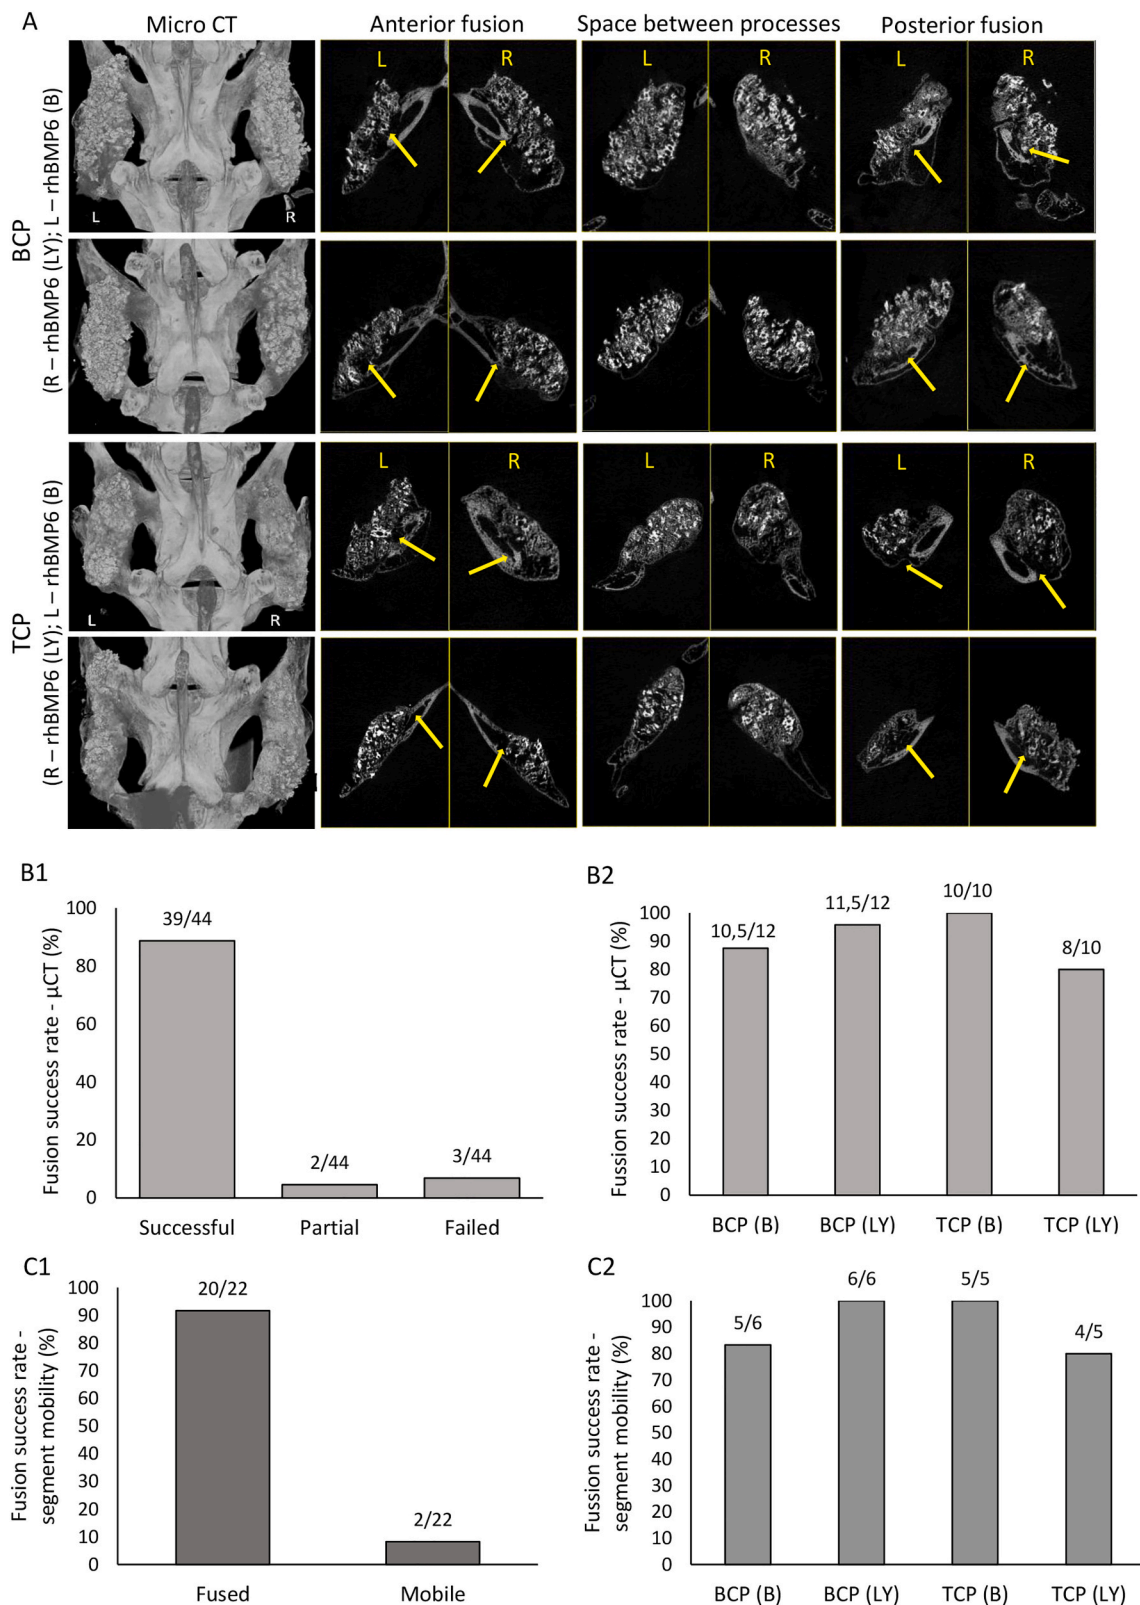 A
Micro CT
Anterior fusion
Space between processes
Posterior fusion
BCP
(R – rhBMP6 (LY); L – rhBMP6 (B)
L
R
L
R
L
R
TCP
(R – rhBMP6 (LY); L – rhBMP6 (B)
L
R
L
R
L
R
L
R
L
R
B1
Fusion success rate - µCT (%)
100
80
60
40
20
0
39/44
2/44
3/44
Successful
Partial
Failed
B2
Fussion success rate - µCT (%)
100
90
80
70
60
50
40
30
20
10
0
10,5/12
11,5/12
10/10
8/10
BCP (B)
BCP (LY)
TCP (B)
TCP (LY)
C1
Fusion success rate -
segment mobility (%)
100
90
80
70
60
50
40
30
20
10
0
20/22
2/22
Fused
Mobile
C2
Fussion success rate -
segment mobility (%)
100
90
80
70
60
50
40
30
20
10
0
5/6
6/6
5/5
4/5
BCP (B)
BCP (LY)
TCP (B)
TCP (LY)